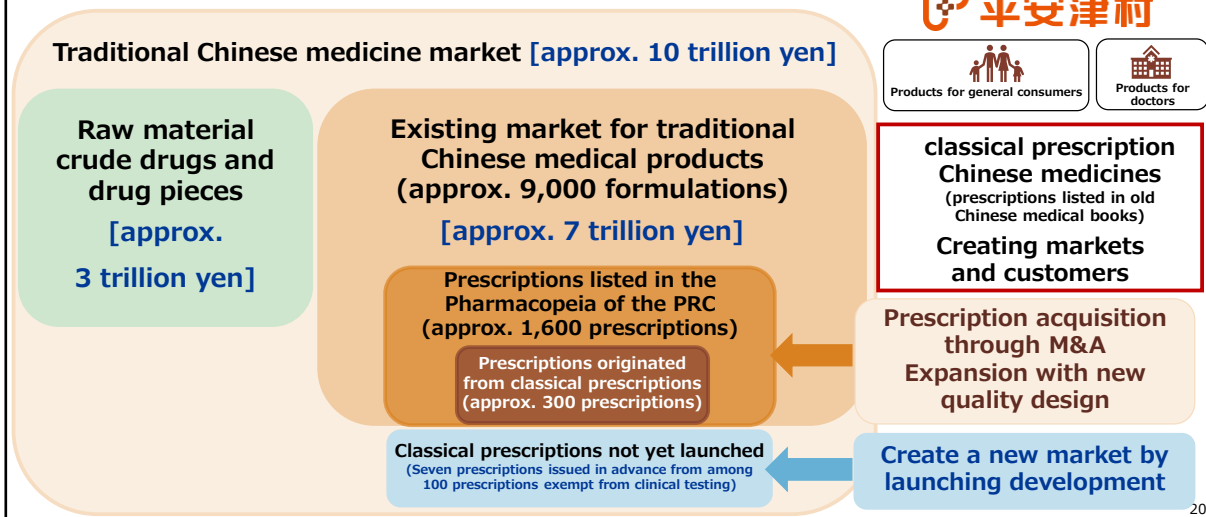 平安津村
Traditional Chinese medicine market [approx. 10 trillion yen]
Products for general consumers
Products for
doctors
Raw material
crude drugs and
drug pieces
[approx.
3 trillion yen]
Existing market for traditional
Chinese medical products
(approx. 9,000 formulations)
[approx. 7 trillion yen]
Prescriptions listed in the
Pharmacopeia of the PRC
(approx. 1,600 prescriptions)
Prescriptions originated
from classical prescriptions
(approx. 300 prescriptions)
Classical prescriptions not yet launched
(Seven prescriptions issued in advance from among
100 prescriptions exempt from clinical testing)
classical prescription
Chinese medicines
(prescriptions listed in old
Chinese medical books)
Creating markets
and customers
Prescription acquisition
through M&A
Expansion with new
quality design
Create a new market by
launching development
20